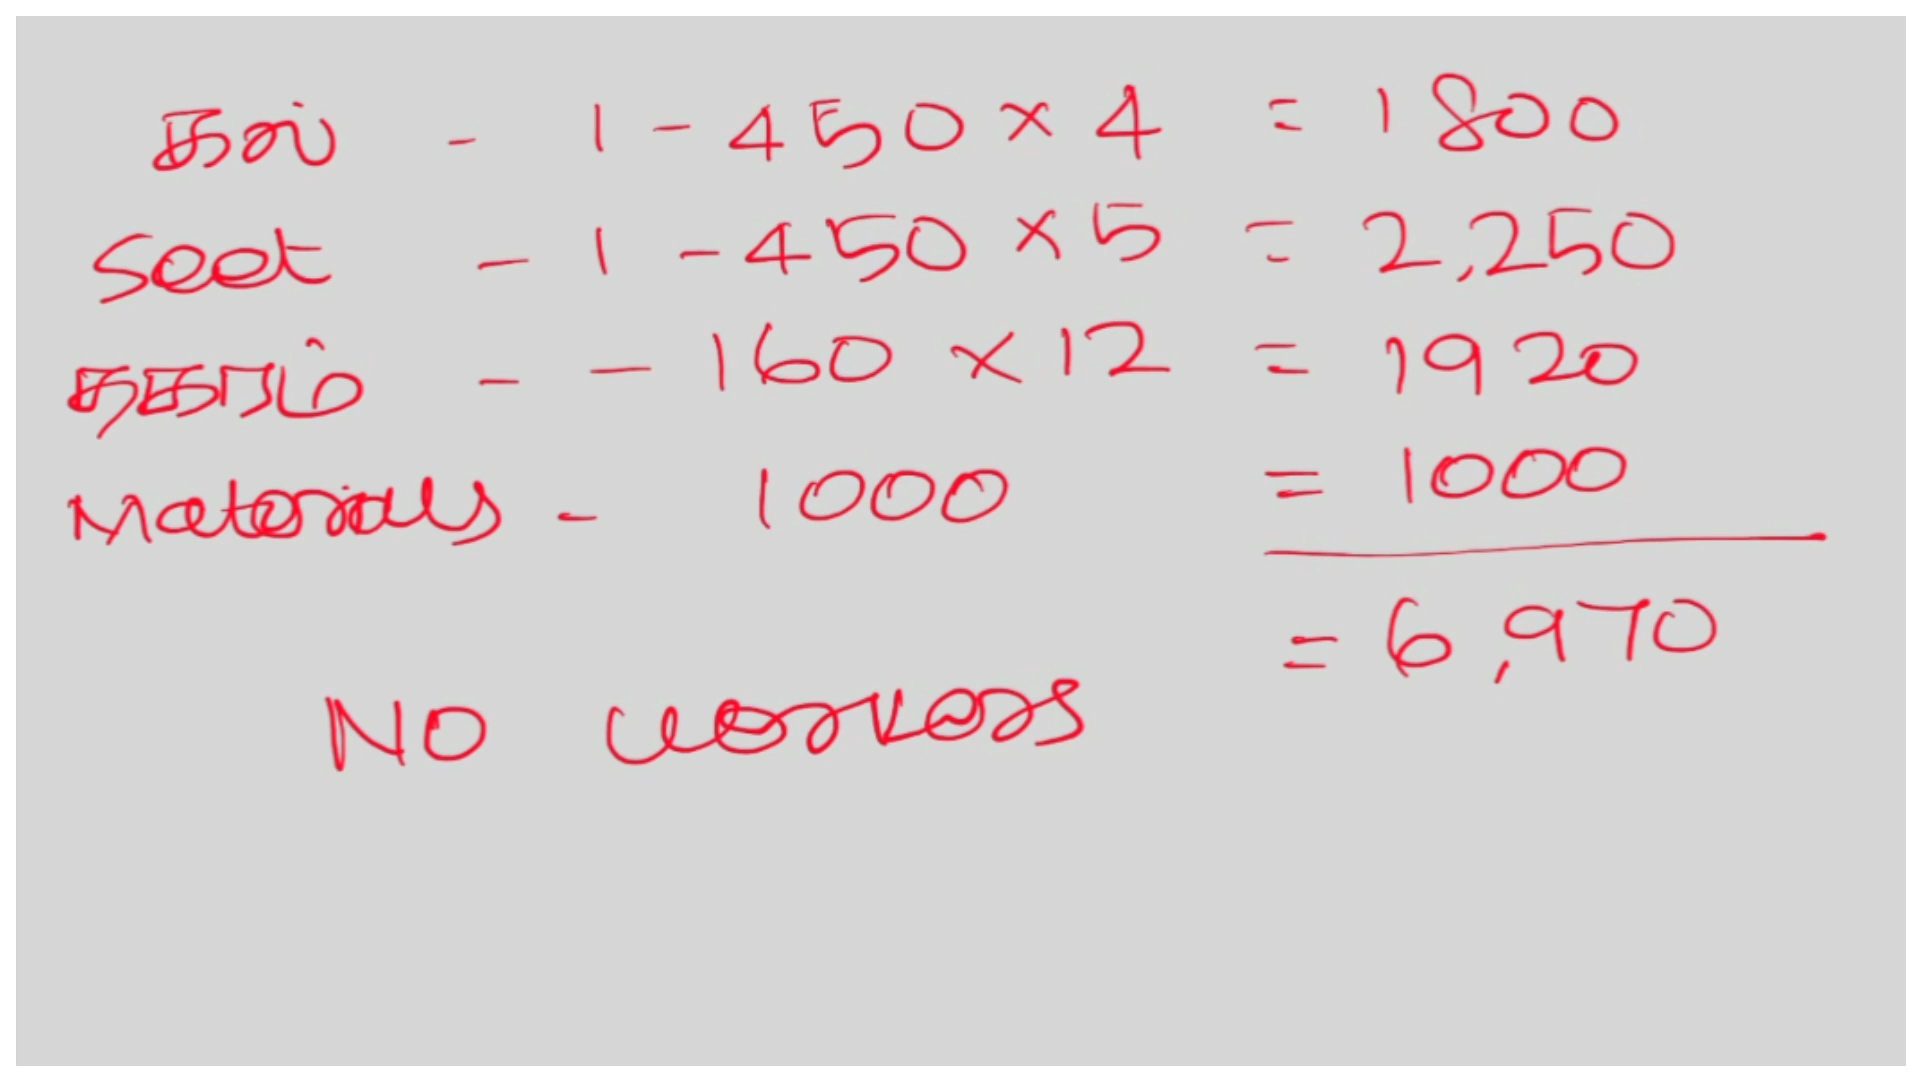 கல் - 1 - 450 × 4 = 1800
Seet - 1 - 450 × 5 = 2,250
தகரம் - - 160 × 12 = 1920
Materials - 1000 = 1000
= 6,970
No workers